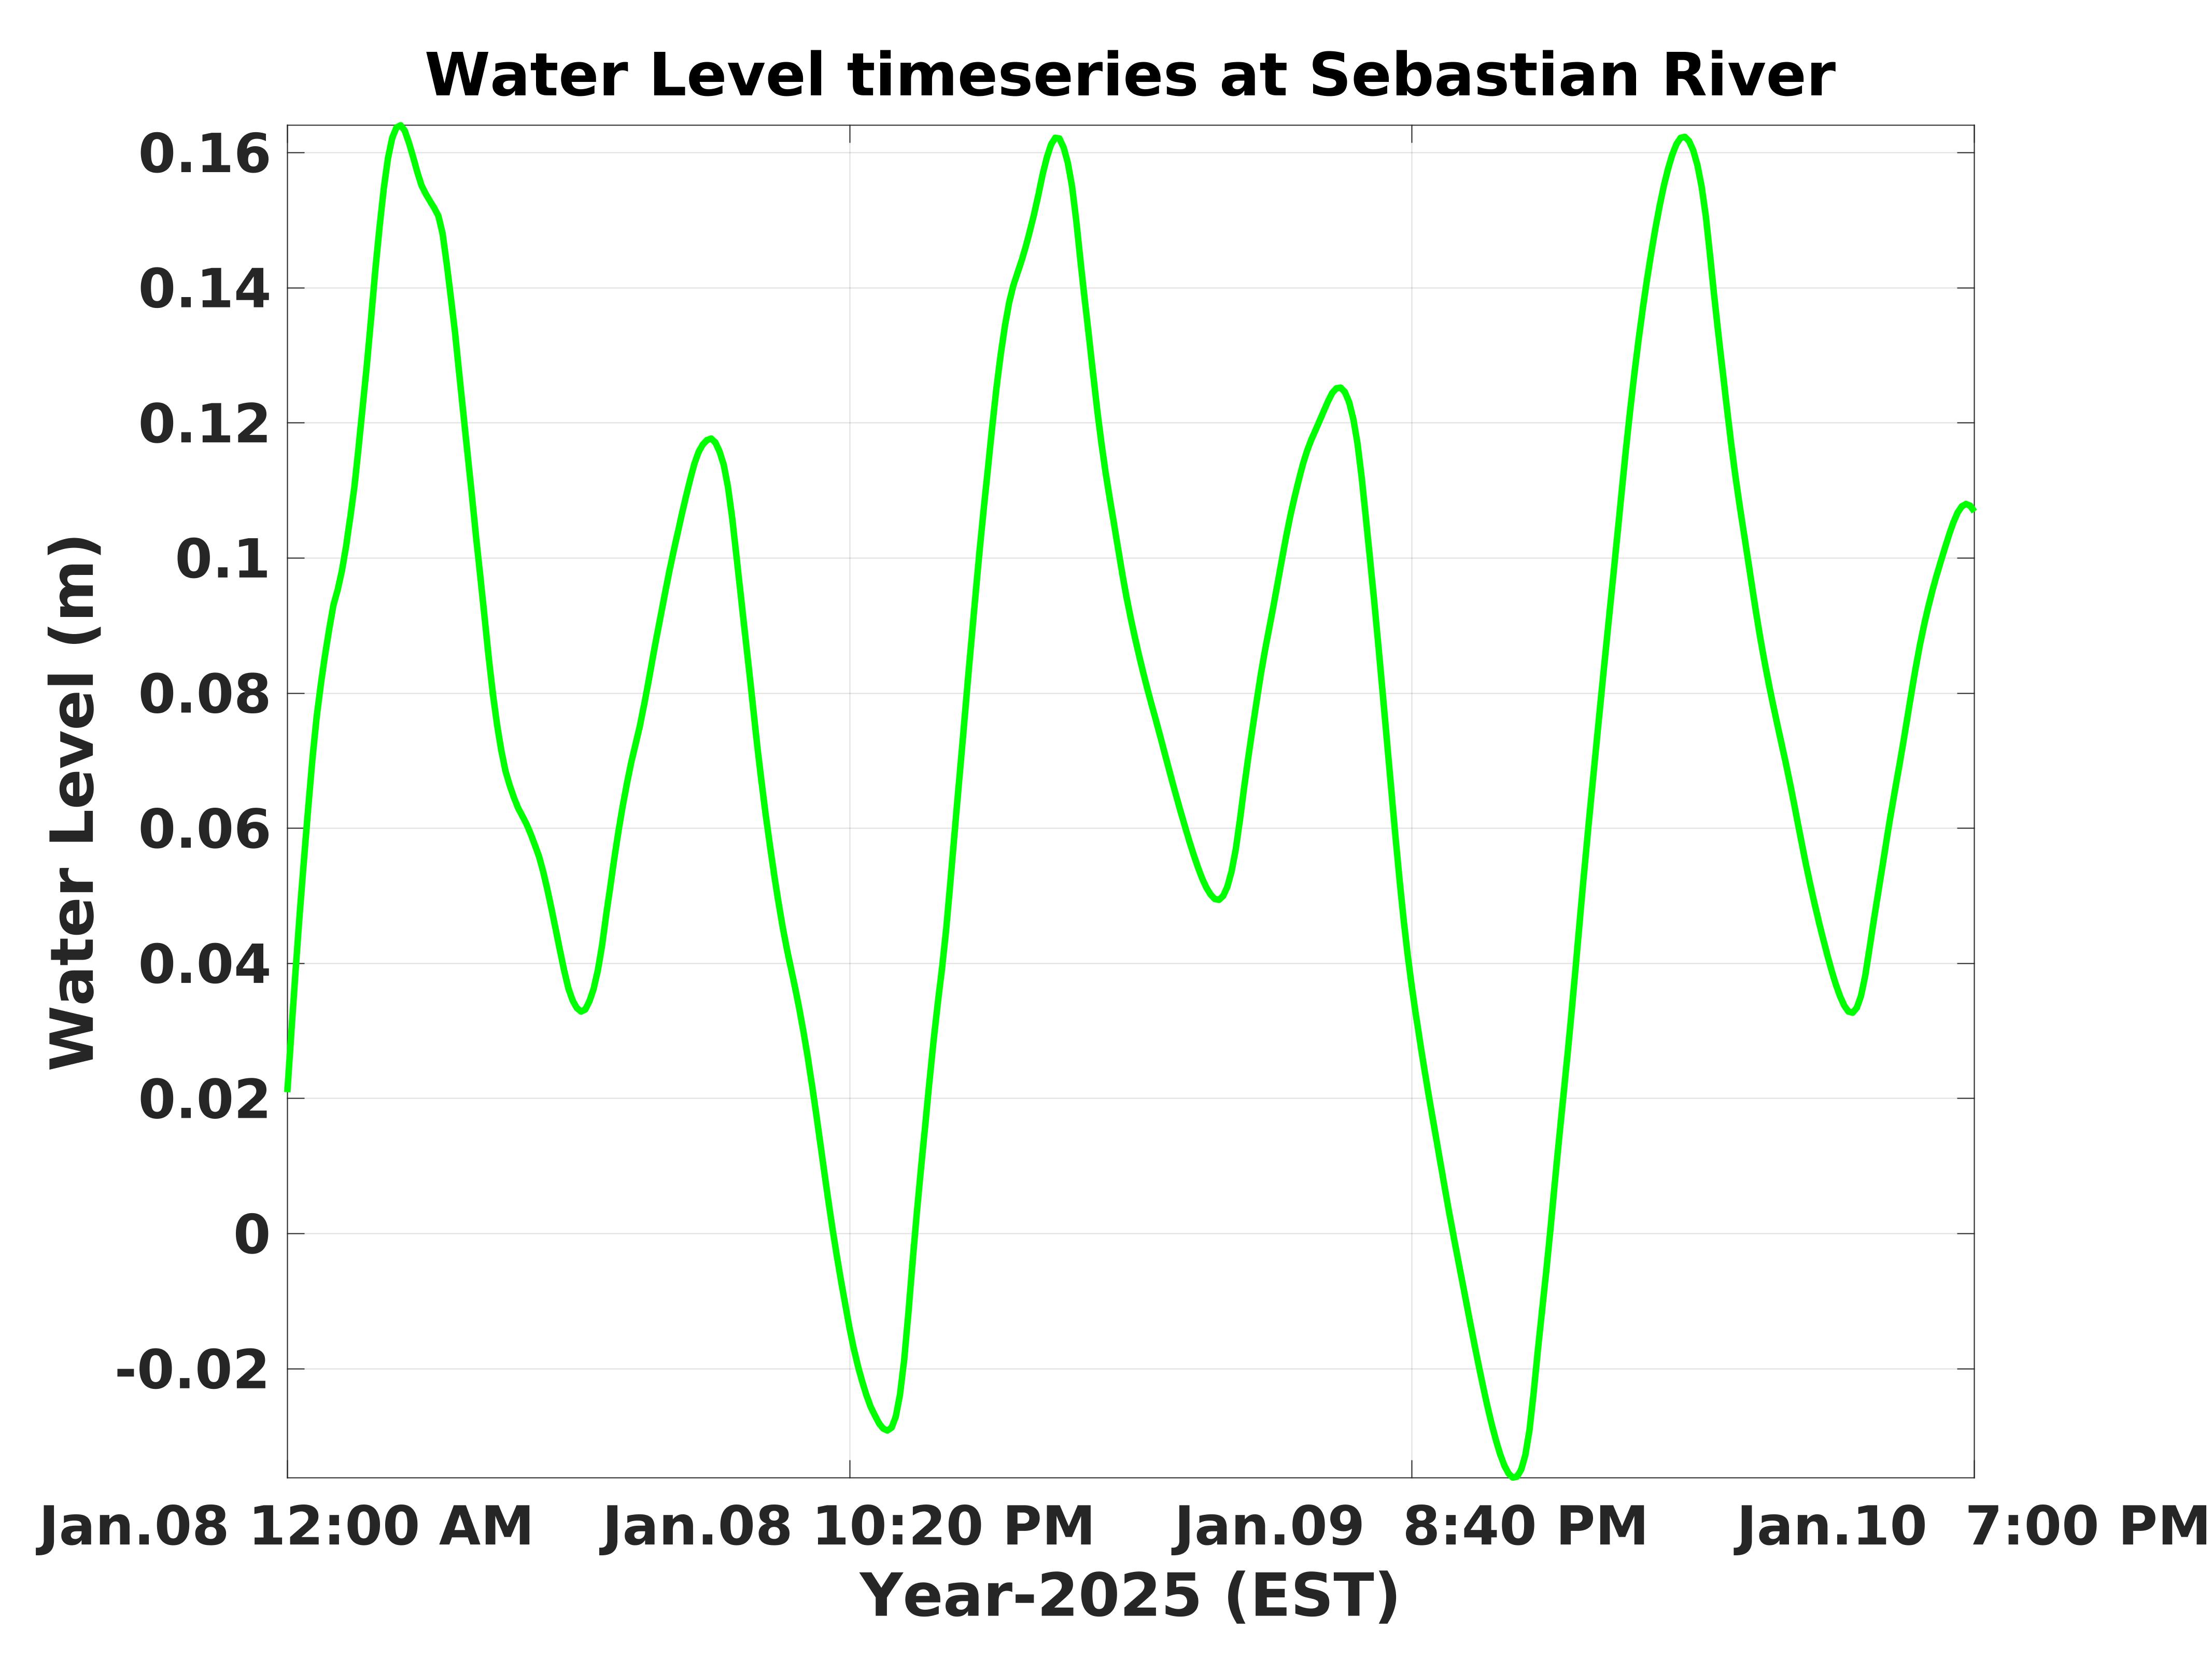 Water Level timeseries at Sebastian River
0.16
0.14
0.12
0.1
0.08
0.06
0.04
0.02
0
-0.02
Water Level (m)
Jan.08 12:00 AM Jan.08 10:20 PM Jan.09 8:40 PM Jan.10 7:00 PM
Year-2025 (EST)